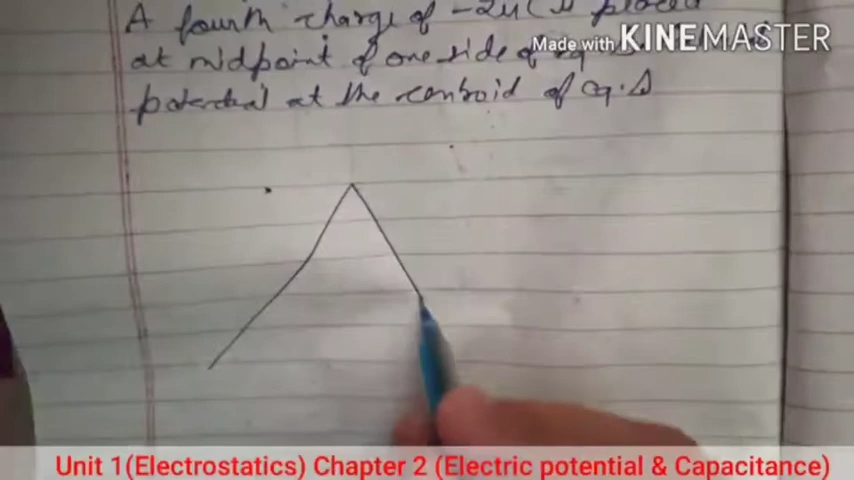 A fourth charge of -2μC is placed
at midpoint of one side of eq.
potential at the centroid of eq. Δ
Made with KINEMASTER
Unit 1(Electrostatics) Chapter 2 (Electric potential & Capacitance)